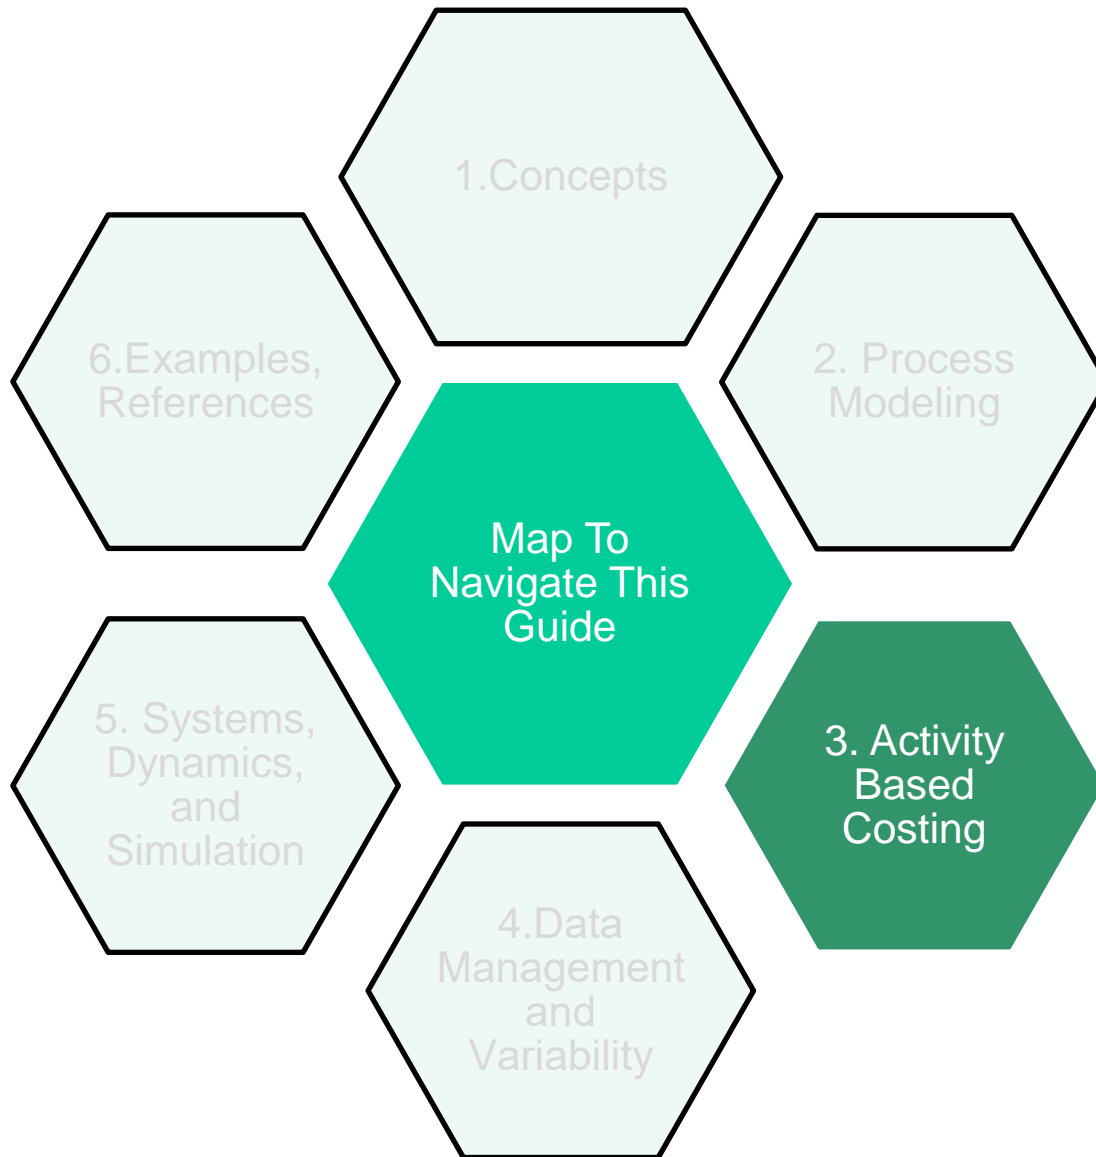 1.Concepts
2. Process
Modeling
3. Activity
Based
Costing
4.Data
Management
and
Variability
5. Systems,
Dynamics,
and
Simulation
6.Examples,
References
Map To
Navigate This
Guide